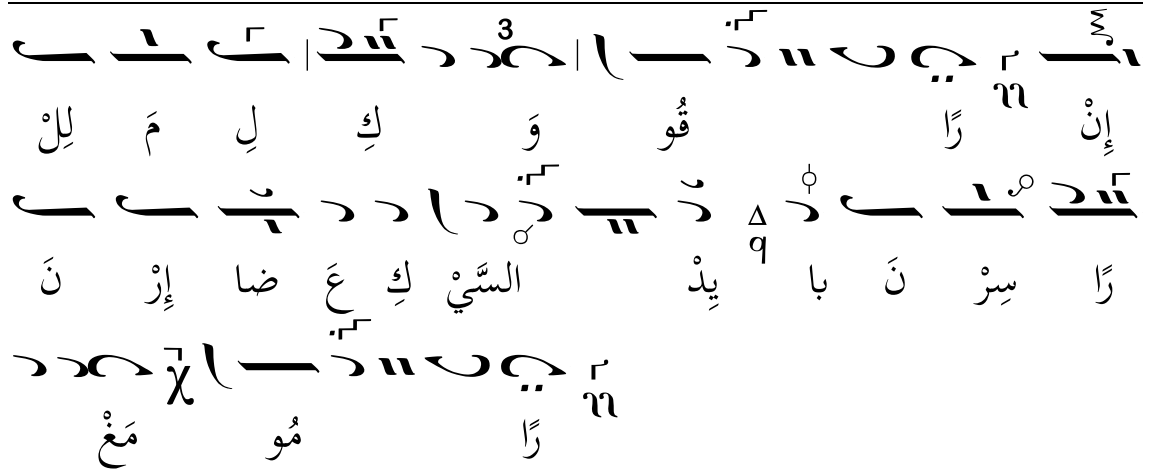 لِلْ مَ لِ كِ وَ قُو رًا إِنْ
نَ إِرْ ضا عَ كِ السَّيْ يِدْ با نَ سِرْ رًا
مَغْ مُو رًا